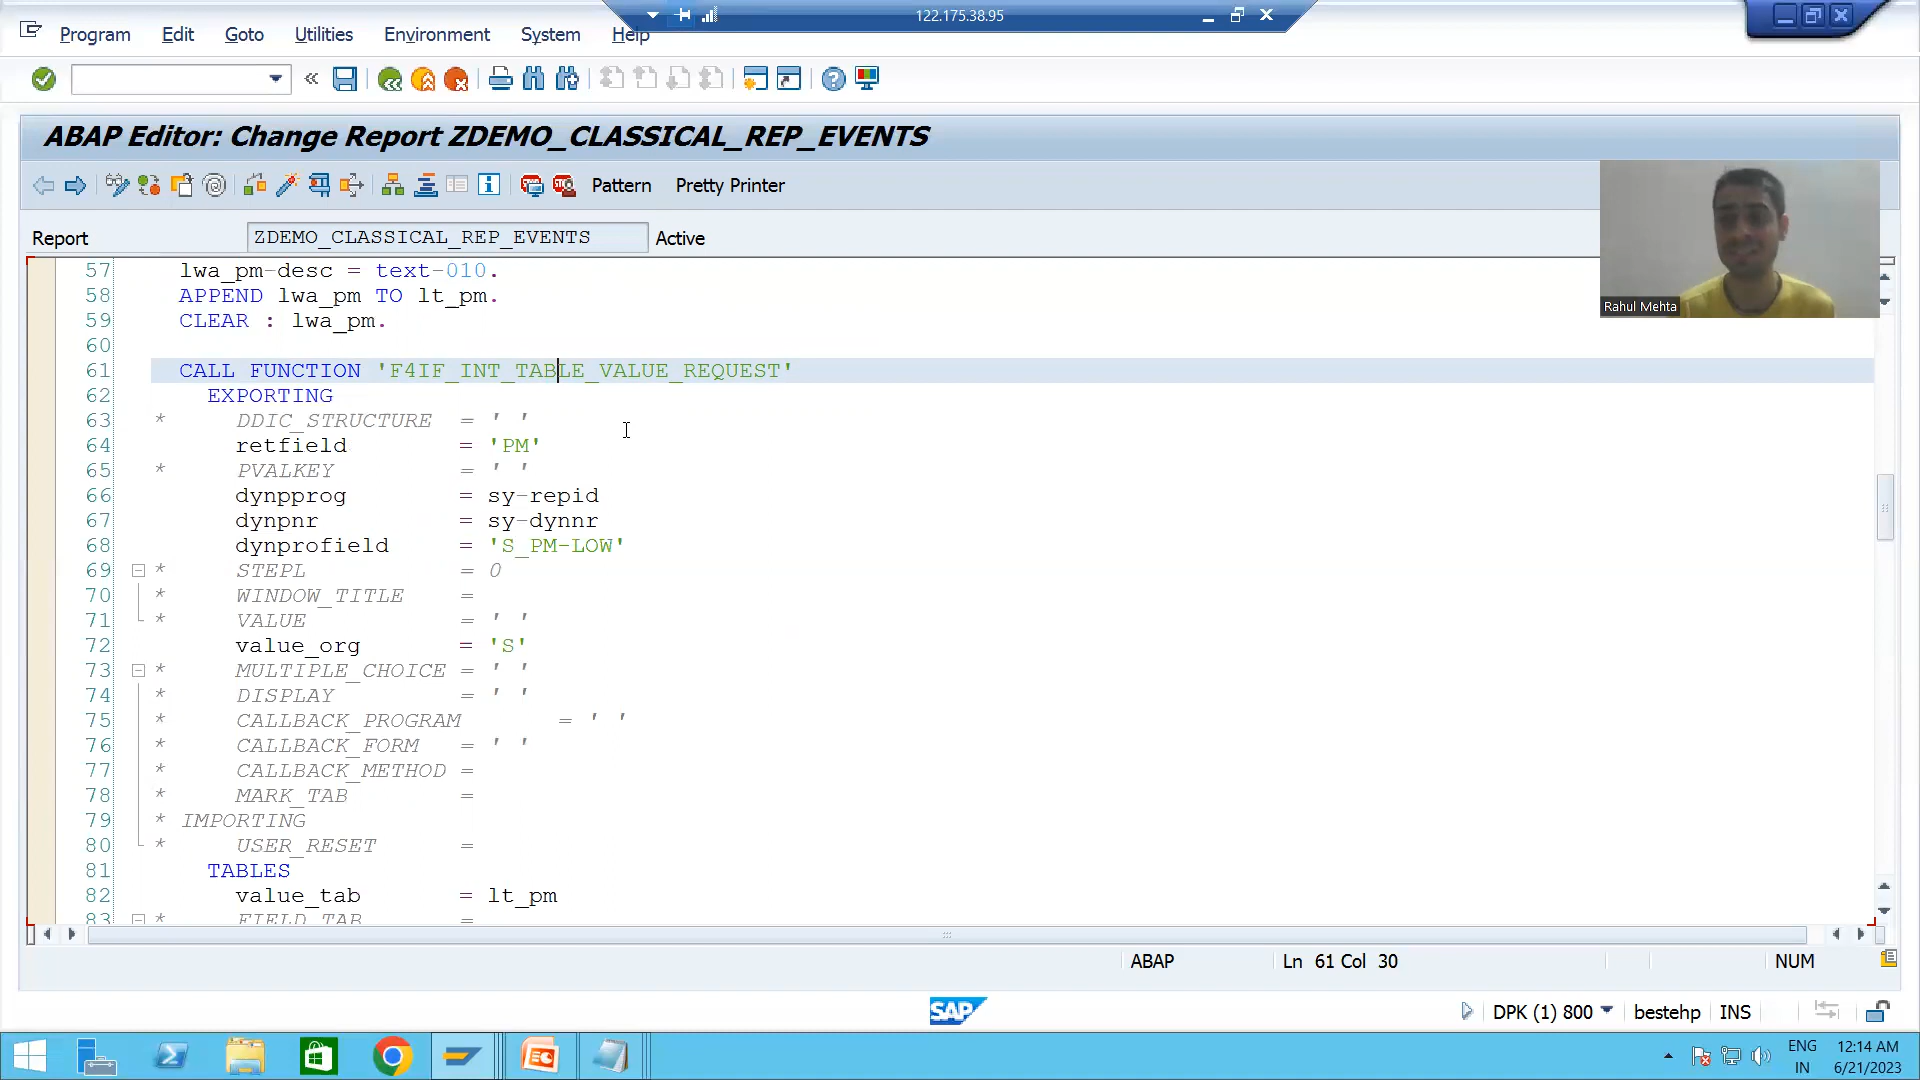 122.175.38.95
Program Edit Goto Utilities Environment System Help
ABAP Editor: Change Report ZDEMO_CLASSICAL_REP_EVENTS
Pattern Pretty Printer
Report ZDEMO_CLASSICAL_REP_EVENTS Active
Rahul Mehta
57 lwa_pm-desc = text-010.
58 APPEND lwa_pm TO lt_pm.
59 CLEAR : lwa_pm.
60
61 CALL FUNCTION 'F4IF_INT_TABLE_VALUE_REQUEST'
62 EXPORTING
63 * DDIC_STRUCTURE = ' '
64 retfield = 'PM'
65 * PVALKEY = ' '
66 dynpprog = sy-repid
67 dynpnr = sy-dynnr
68 dynprofield = 'S_PM-LOW'
69 * STEPL = 0
70 * WINDOW_TITLE =
71 * VALUE = ' '
72 value_org = 'S'
73 * MULTIPLE_CHOICE = ' '
74 * DISPLAY = ' '
75 * CALLBACK_PROGRAM = ' '
76 * CALLBACK_FORM = ' '
77 * CALLBACK_METHOD =
78 * MARK_TAB =
79 * IMPORTING
80 * USER_RESET =
81 TABLES
82 value_tab = lt_pm
83 * FIELD_TAB =
ABAP Ln 61 Col 30 NUM
SAP DPK (1) 800 bestehp INS
ENG 12:14 AM
IN 6/21/2023